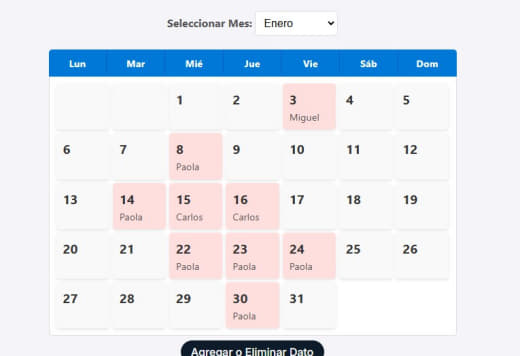 Seleccionar Mes: Enero
Lun Mar Mié Jue Vie Sáb Dom
1 2 3 4 5
Miguel
6 7 8 9 10 11 12
Paola
13 14 15 16 17 18 19
Paola Carlos Carlos
20 21 22 23 24 25 26
Paola Paola Paola
27 28 29 30 31
Paola
Agregar o Eliminar Dato